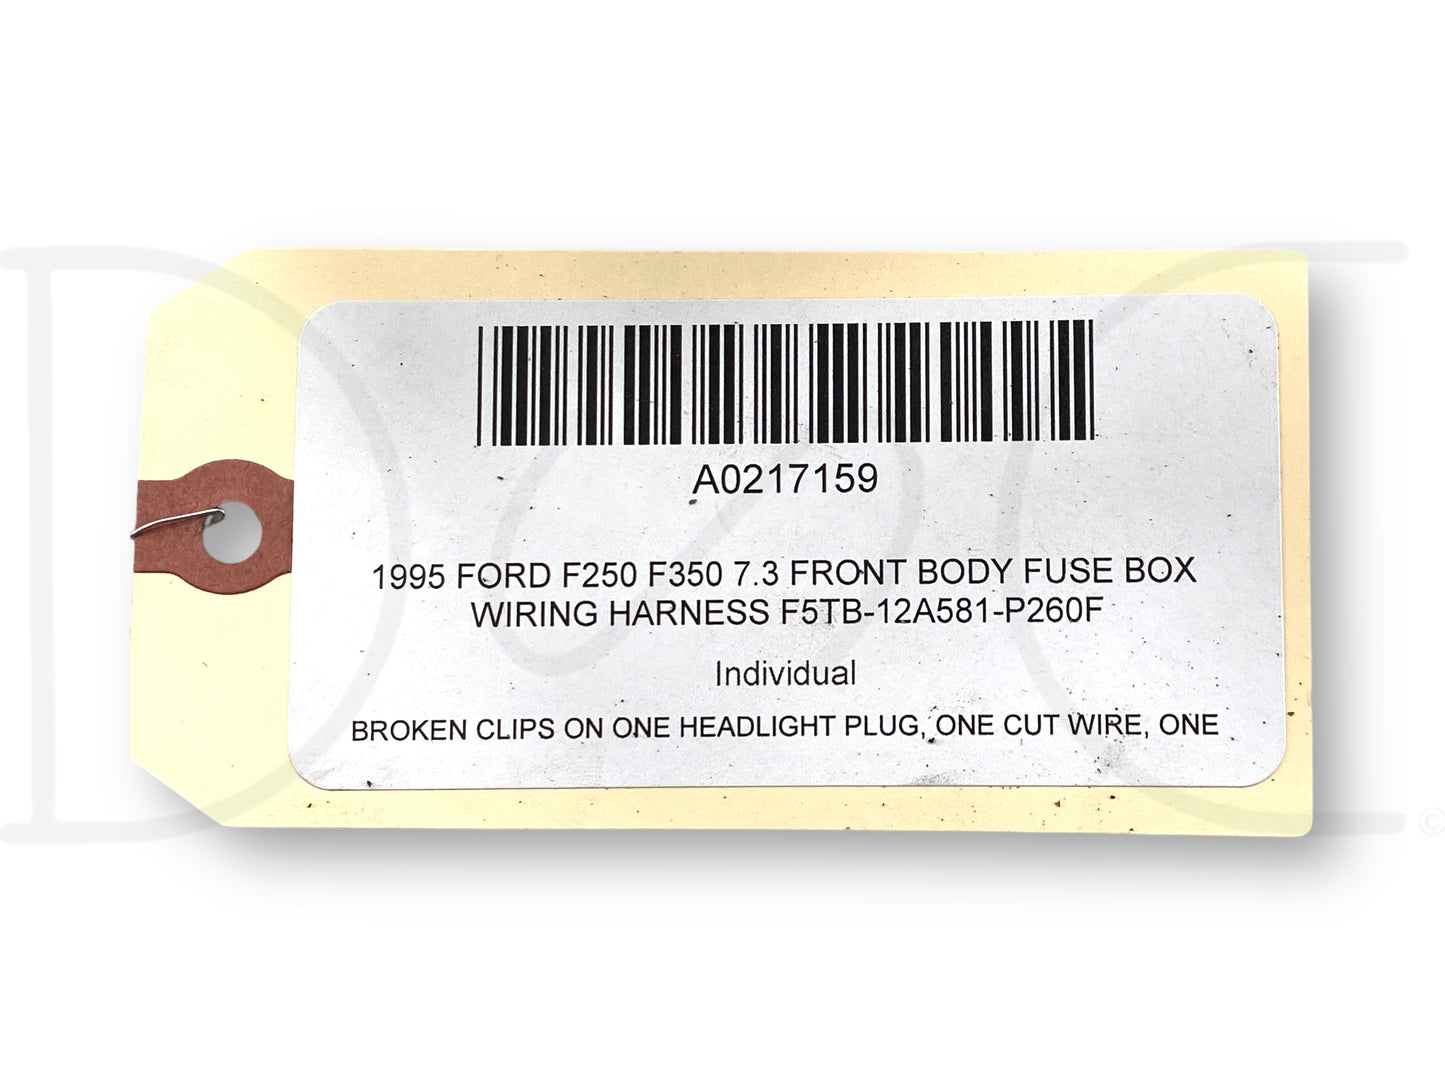 A0217159
1995 FORD F250 F350 7.3 FRONT BODY FUSE BOX
WIRING HARNESS F5TB-12A581-P260F
Individual
BROKEN CLIPS ON ONE HEADLIGHT PLUG, ONE CUT WIRE, ONE
©